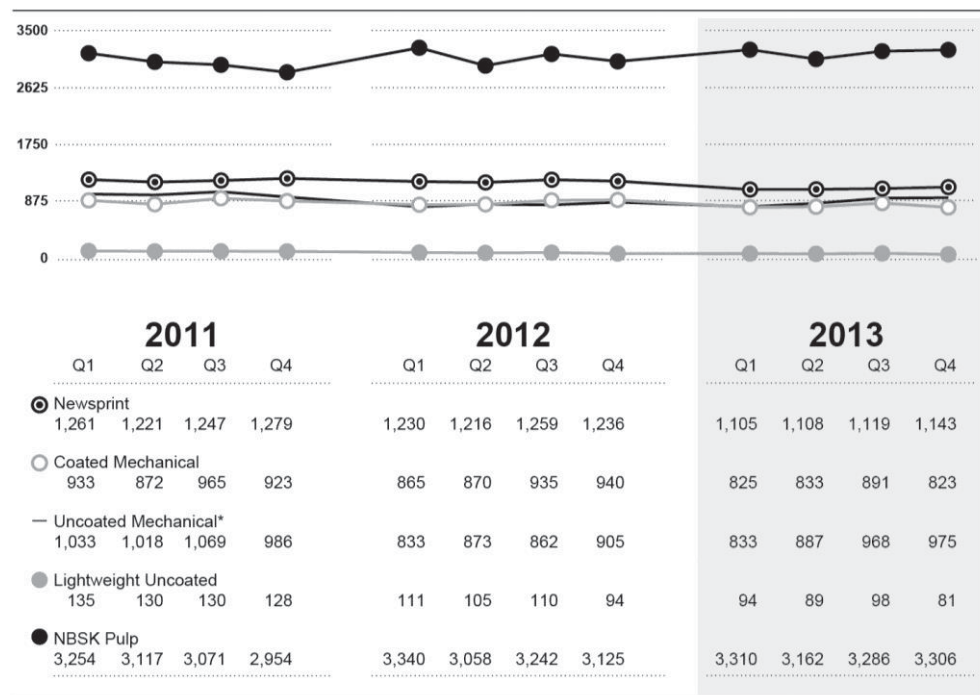 3500
2625
1750
875
0
2011 2012 2013
Q1 Q2 Q3 Q4 Q1 Q2 Q3 Q4 Q1 Q2 Q3 Q4
Newsprint
1,261 1,221 1,247 1,279 1,230 1,216 1,259 1,236 1,105 1,108 1,119 1,143
Coated Mechanical
933 872 965 923 865 870 935 940 825 833 891 823
Uncoated Mechanical*
1,033 1,018 1,069 986 833 873 862 905 833 887 968 975
Lightweight Uncoated
135 130 130 128 111 105 110 94 94 89 98 81
NBSK Pulp
3,254 3,117 3,071 2,954 3,340 3,058 3,242 3,125 3,310 3,162 3,286 3,306